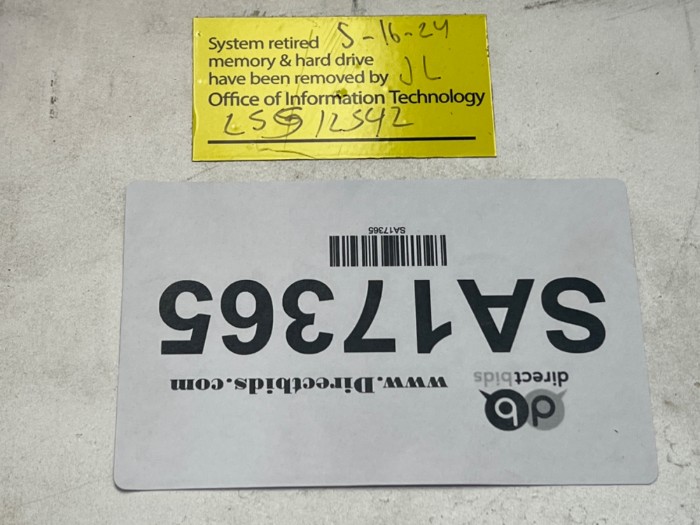 System retired 5-16-24
memory & hard drive
have been removed by JL
Office of Information Technology
SA17365
SA17365
www.Directbids.com
db
directbids